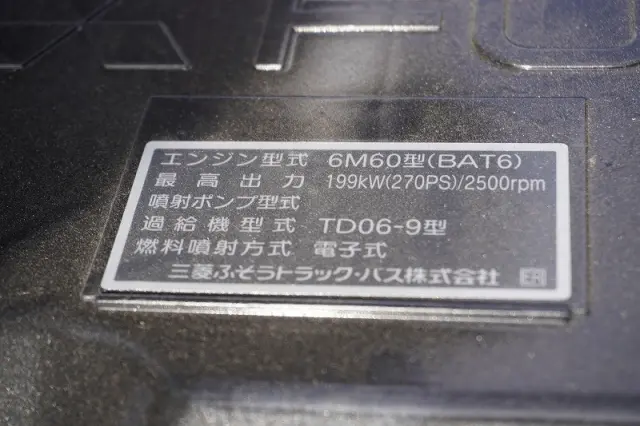 FU
エンジン型式 6M60型(BAT6)
最高出力 199kW(270PS)/2500rpm
噴射ポンプ型式
過給機型式 TD06-9型
燃料噴射方式 電子式
三菱ふそうトラック・バス株式会社